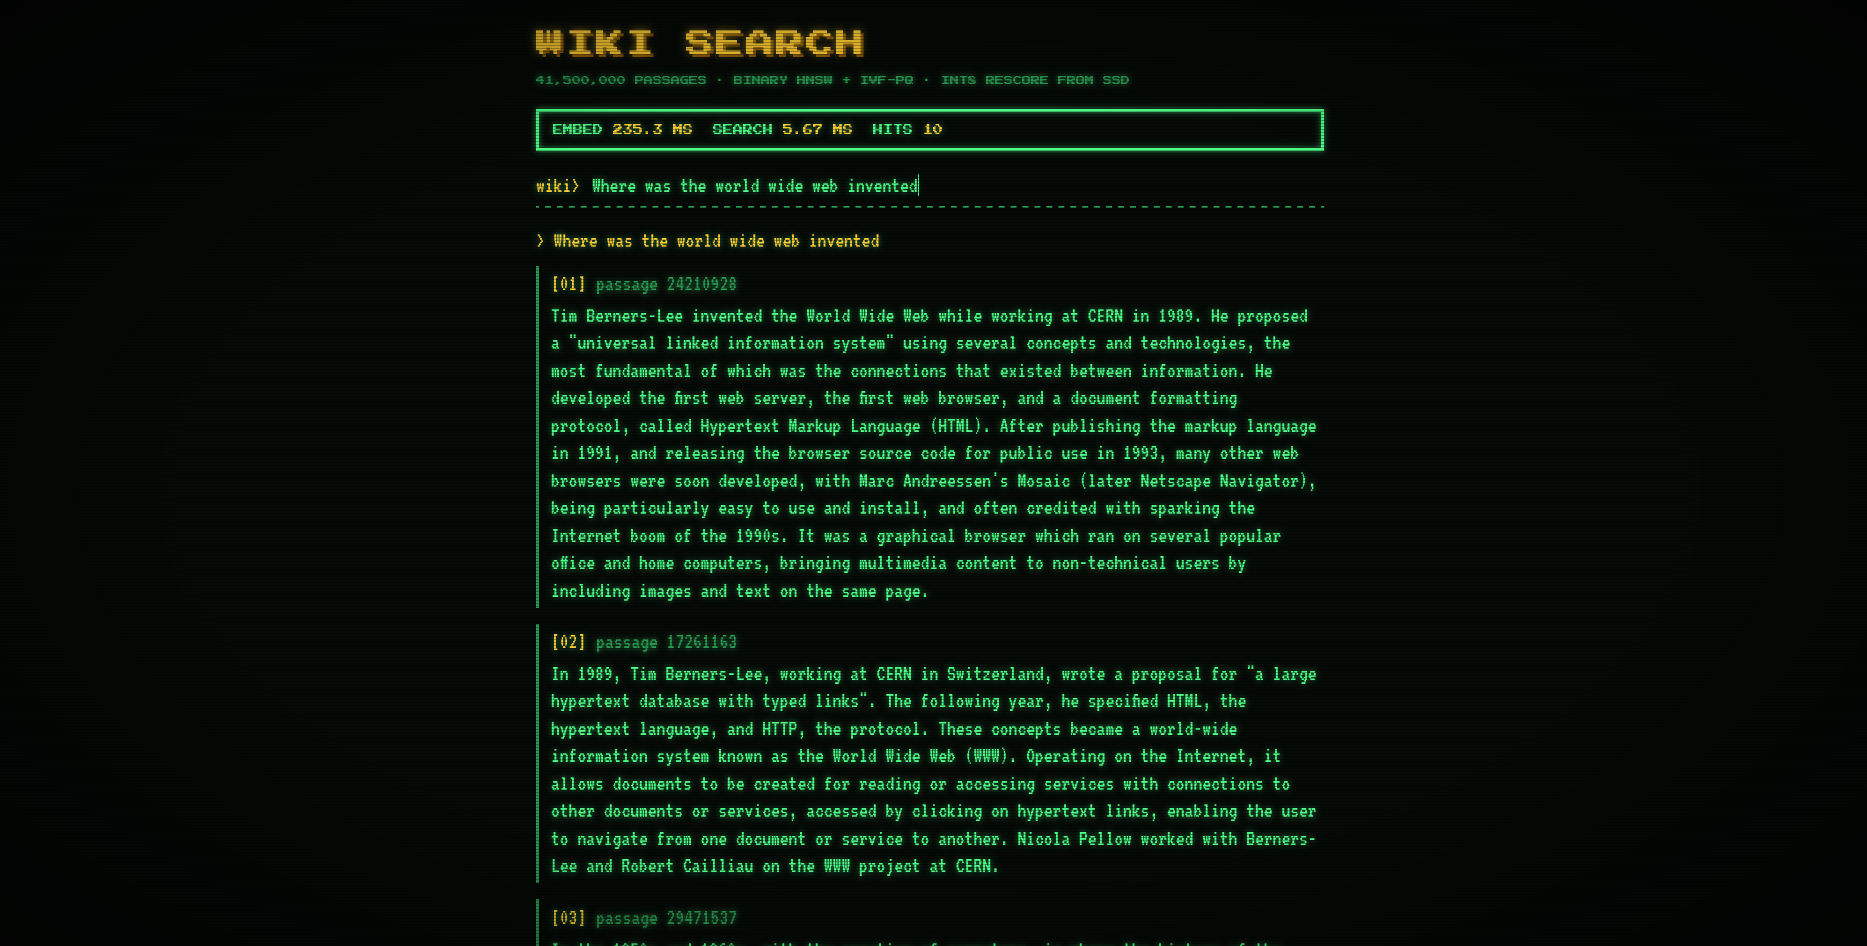 WIKI SEARCH
41,500,000 PASSAGES · BINARY HNSW + IVF-PQ · INT8 RESCORE FROM SSD
EMBED 235.3 MS SEARCH 5.67 MS HITS 10
wiki> Where was the world wide web invented
> Where was the world wide web invented
[01] passage 24210928
Tim Berners-Lee invented the World Wide Web while working at CERN in 1989. He proposed
a "universal linked information system" using several concepts and technologies, the
most fundamental of which was the connections that existed between information. He
developed the first web server, the first web browser, and a document formatting
protocol, called Hypertext Markup Language (HTML). After publishing the markup language
in 1991, and releasing the browser source code for public use in 1993, many other web
browsers were soon developed, with Marc Andreessen's Mosaic (later Netscape Navigator),
being particularly easy to use and install, and often credited with sparking the
Internet boom of the 1990s. It was a graphical browser which ran on several popular
office and home computers, bringing multimedia content to non-technical users by
including images and text on the same page.
[02] passage 17261163
In 1989, Tim Berners-Lee, working at CERN in Switzerland, wrote a proposal for "a large
hypertext database with typed links". The following year, he specified HTML, the
hypertext language, and HTTP, the protocol. These concepts became a world-wide
information system known as the World Wide Web (WWW). Operating on the Internet, it
allows documents to be created for reading or accessing services with connections to
other documents or services, accessed by clicking on hypertext links, enabling the user
to navigate from one document or service to another. Nicola Pellow worked with Berners-
Lee and Robert Cailliau on the WWW project at CERN.
[03] passage 29471537